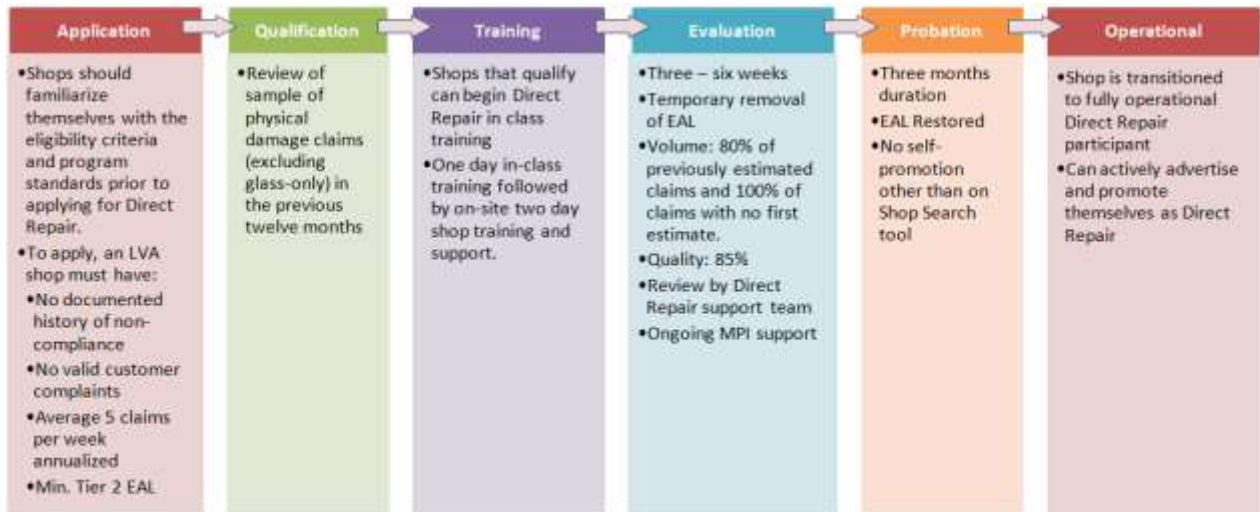 Application
•Shops should
familiarize
themselves with the
eligibility criteria
and program
standards prior to
applying for Direct
Repair.
•To apply, an LVA
shop must have:
•No documented
history of non-
compliance
•No valid customer
complaints
•Average 5 claims
per week
annualized
•Min. Tier 2 EAL
Qualification
•Review of
sample of
physical
damage claims
(excluding
glass-only) in
the previous
twelve months
Training
•Shops that qualify
can begin Direct
Repair in class
training
•One day in-class
training followed
by on-site two day
shop training and
support.
Evaluation
•Three – six weeks
•Temporary removal
of EAL
•Volume: 80% of
previously estimated
claims and 100% of
claims with no first
estimate.
•Quality: 85%
•Review by Direct
Repair support team
•Ongoing MPI support
Probation
•Three months
duration
•EAL Restored
•No self-
promotion
other than on
Shop Search
tool
Operational
•Shop is transitioned
to fully operational
Direct Repair
participant
•Can actively advertise
and promote
themselves as Direct
Repair